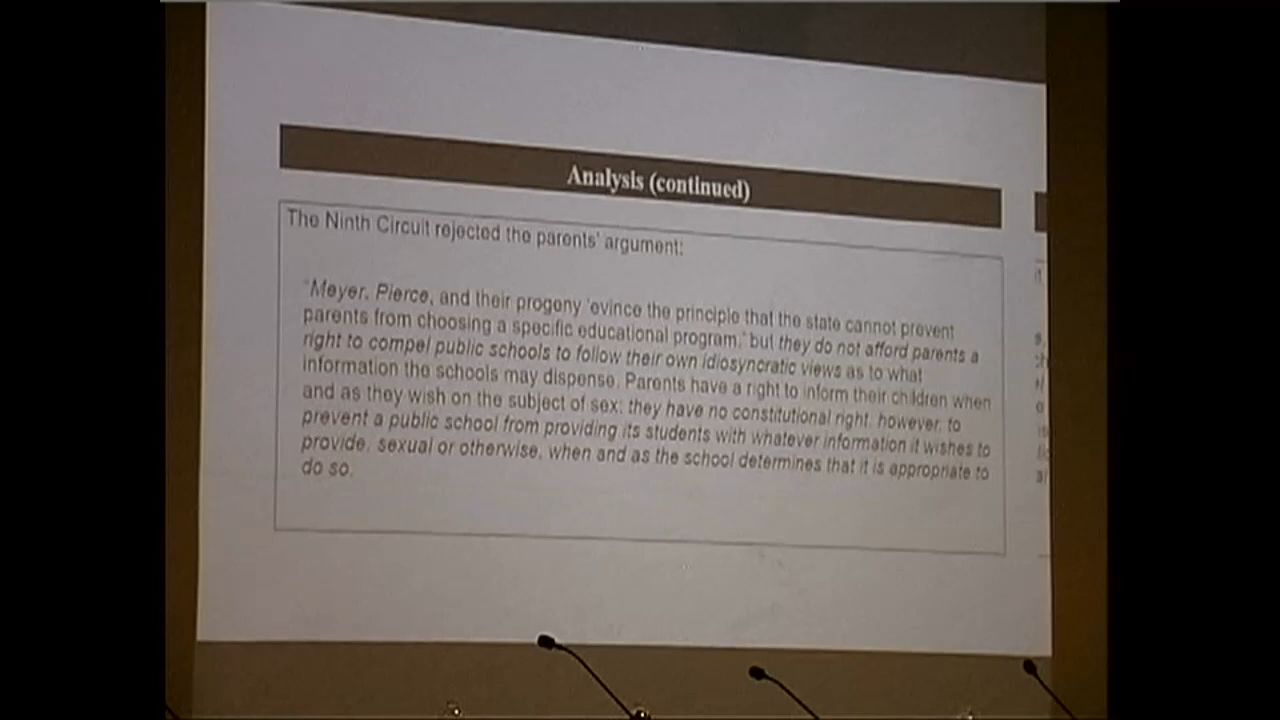 Analysis (continued)
The Ninth Circuit rejected the parents' argument:
"Meyer, Pierce, and their progeny 'evince the principle that the state cannot prevent
parents from choosing a specific educational program,' but they do not afford parents a
right to compel public schools to follow their own idiosyncratic views as to what
information the schools may dispense. Parents have a right to inform their children when
and as they wish on the subject of sex; they have no constitutional right, however, to
prevent a public school from providing its students with whatever information it wishes to
provide, sexual or otherwise, when and as the school determines that it is appropriate to
do so.